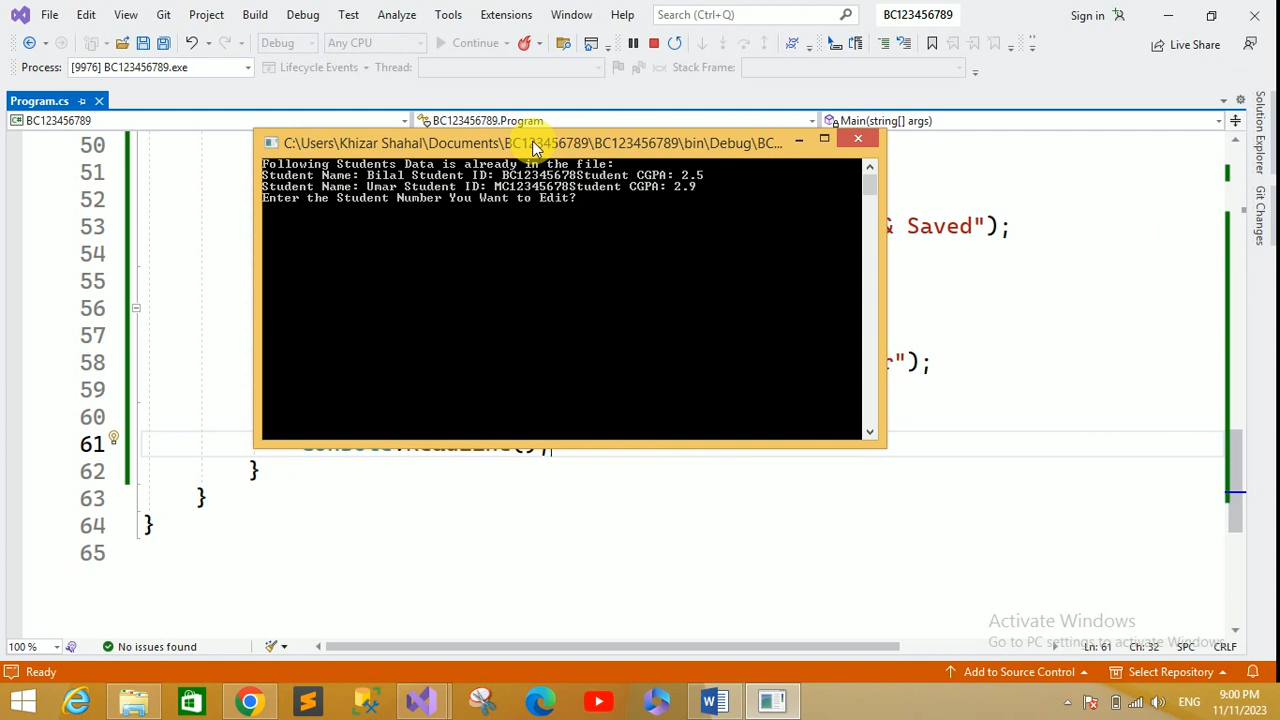 File Edit View Git Project Build Debug Test Analyze Tools Extensions Window Help Search (Ctrl+Q) BC123456789 Sign in
Debug Any CPU Continue Live Share
Process: [9976] BC123456789.exe Lifecycle Events Thread: Stack Frame:
Program.cs
BC123456789 BC123456789.Program Main(string[] args)
C:\Users\Khizar Shahal\Documents\BC123456789\BC123456789\bin\Debug\BC...
Following Students Data is already in the file:
Student Name: Bilal Student ID: BC12345678Student CGPA: 2.5
Student Name: Umar Student ID: MC12345678Student CGPA: 2.9
Enter the Student Number You Want to Edit?
50
51
52
53 & Saved");
54
55
56
57
58 r");
59
60
61
62 }
63 }
64 }
65
Solution Explorer
Git Changes
Activate Windows
Go to PC settings to activate Windows.
100 % No issues found Ln: 61 Ch: 32 SPC CRLF
Ready Add to Source Control Select Repository
ENG 9:00 PM
11/11/2023